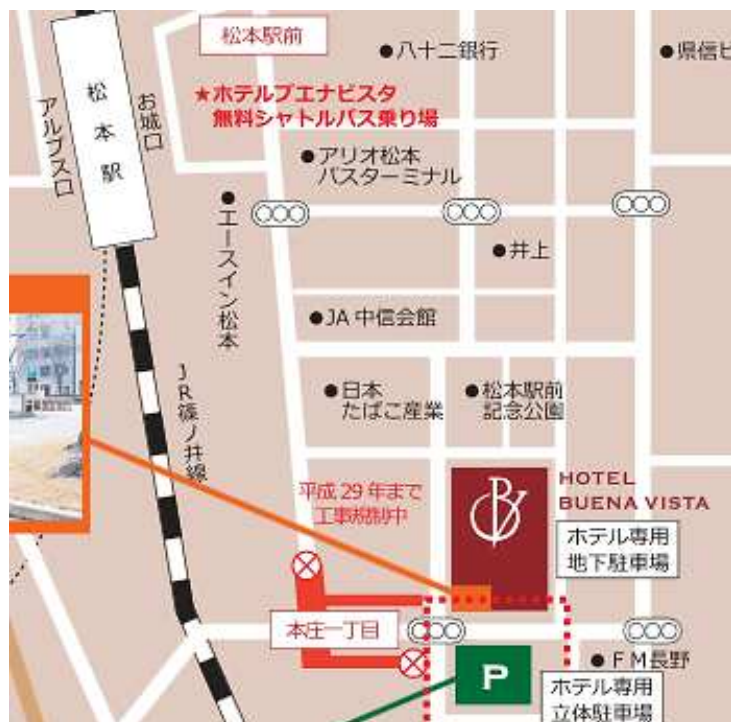 松本駅前
八十二銀行
県信ビ
★ホテルブエナビスタ
無料シャトルバス乗り場
松本駅
お城口
アルプスロ
アリオ松本
バスターミナル
エースイン松本
井上
JA 中信会館
日本
たばこ産業
松本駅前
記念公園
JR篠ノ井線
平成 29 年まで
工事規制中
HOTEL
BUENA VISTA
ホテル専用
地下駐車場
本庄一丁目
FM長野
P
ホテル専用
立体駐車場